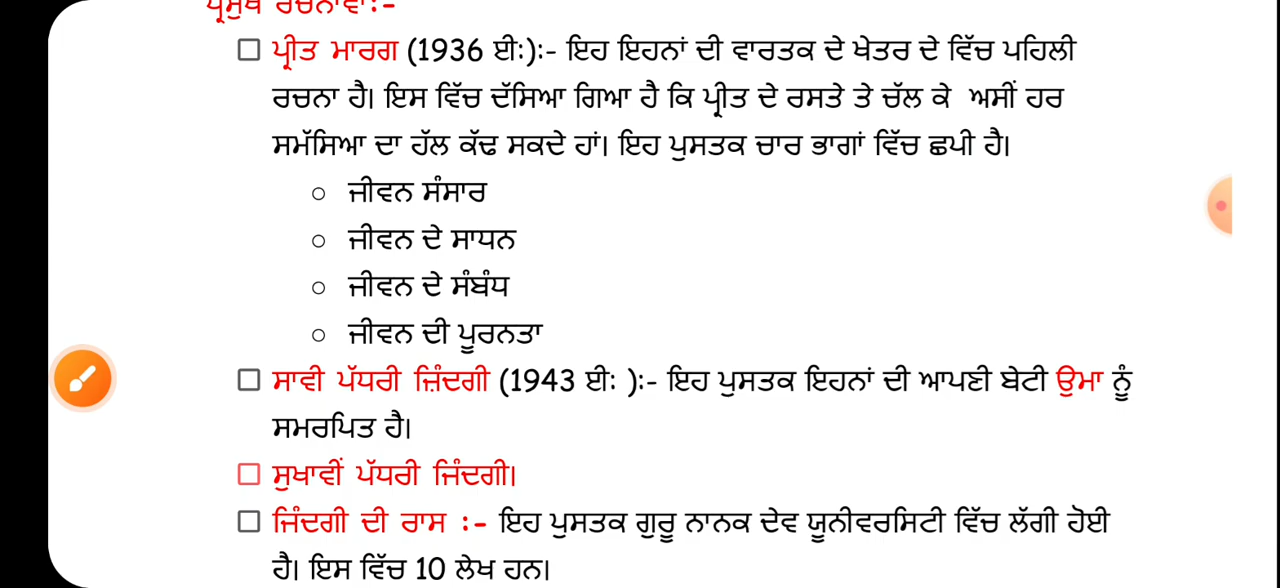 ਪ੍ਰਮੁੱਖ ਰਚਨਾਵਾਂ:-
ਪ੍ਰੀਤ ਮਾਰਗ (1936 ਈ:):- ਇਹ ਇਹਨਾਂ ਦੀ ਵਾਰਤਕ ਦੇ ਖੇਤਰ ਦੇ ਵਿੱਚ ਪਹਿਲੀ
ਰਚਨਾ ਹੈ। ਇਸ ਵਿੱਚ ਦੱਸਿਆ ਗਿਆ ਹੈ ਕਿ ਪ੍ਰੀਤ ਦੇ ਰਸਤੇ ਤੇ ਚੱਲ ਕੇ ਅਸੀਂ ਹਰ
ਸਮੱਸਿਆ ਦਾ ਹੱਲ ਕੱਢ ਸਕਦੇ ਹਾਂ। ਇਹ ਪੁਸਤਕ ਚਾਰ ਭਾਗਾਂ ਵਿੱਚ ਛਪੀ ਹੈ।
ਜੀਵਨ ਸੰਸਾਰ
ਜੀਵਨ ਦੇ ਸਾਧਨ
ਜੀਵਨ ਦੇ ਸੰਬੰਧ
ਜੀਵਨ ਦੀ ਪੂਰਨਤਾ
ਸਾਵੀ ਪੱਧਰੀ ਜ਼ਿੰਦਗੀ (1943 ਈ: ):- ਇਹ ਪੁਸਤਕ ਇਹਨਾਂ ਦੀ ਆਪਣੀ ਬੇਟੀ ਉਮਾ ਨੂੰ
ਸਮਰਪਿਤ ਹੈ।
ਸੁਖਾਵੀਂ ਪੱਧਰੀ ਜਿੰਦਗੀ।
ਜਿੰਦਗੀ ਦੀ ਰਾਸ :- ਇਹ ਪੁਸਤਕ ਗੁਰੂ ਨਾਨਕ ਦੇਵ ਯੂਨੀਵਰਸਿਟੀ ਵਿੱਚ ਲੱਗੀ ਹੋਈ
ਹੈ। ਇਸ ਵਿੱਚ 10 ਲੇਖ ਹਨ।